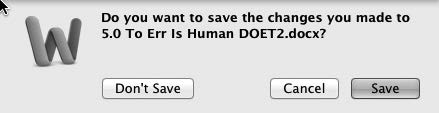 Do you want to save the changes you made to
5.0 To Err Is Human DOET2.docx?
Don't Save
Cancel
Save